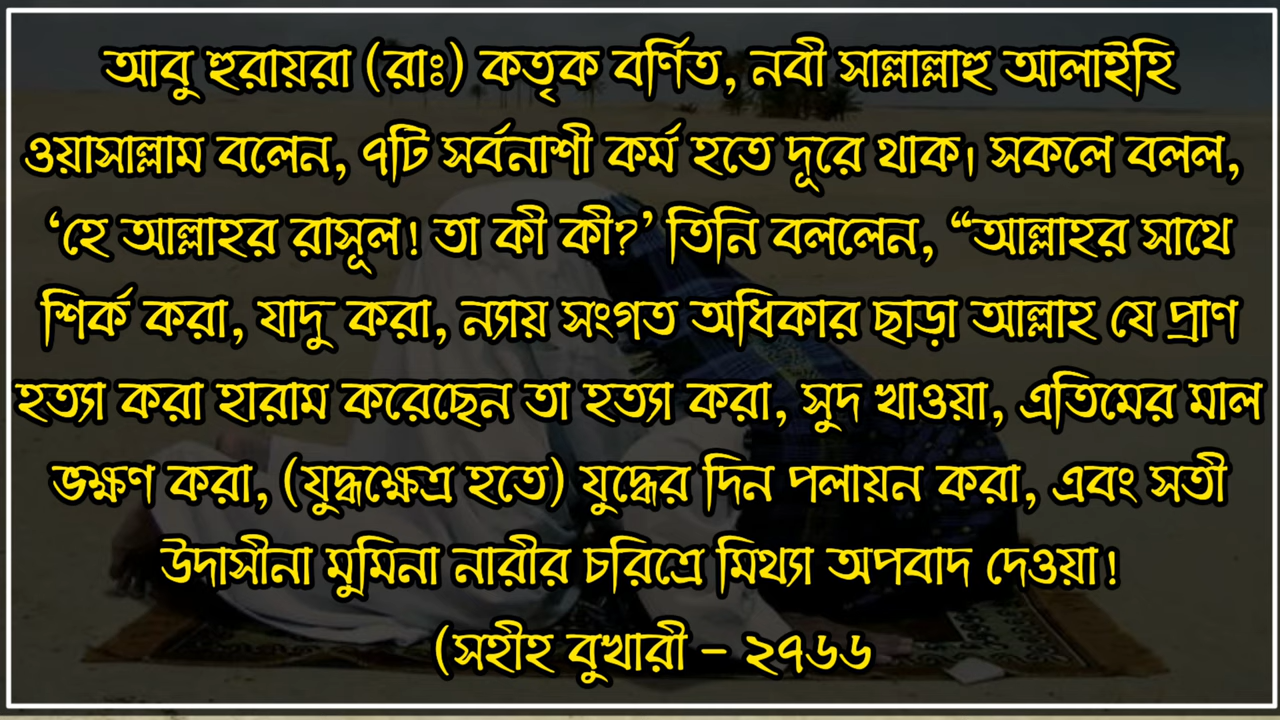 আবু হুরায়রা (রাঃ) কতৃক বর্ণিত, নবী সাল্লাল্লাহু আলাইহি
ওয়াসাল্লাম বলেন, ৭টি সর্বনাশী কর্ম হতে দূরে থাক। সকলে বলল,
‘হে আল্লাহর রাসূল! তা কী কী?’ তিনি বললেন, “আল্লাহর সাথে
শির্ক করা, যাদু করা, ন্যায় সংগত অধিকার ছাড়া আল্লাহ যে প্রাণ
হত্যা করা হারাম করেছেন তা হত্যা করা, সুদ খাওয়া, এতিমের মাল
ভক্ষণ করা, (যুদ্ধক্ষেত্র হতে) যুদ্ধের দিন পলায়ন করা, এবং সতী
উদাসীনা মুমিনা নারীর চরিত্রে মিথ্যা অপবাদ দেওয়া!
(সহীহ বুখারী – ২৭৬৬